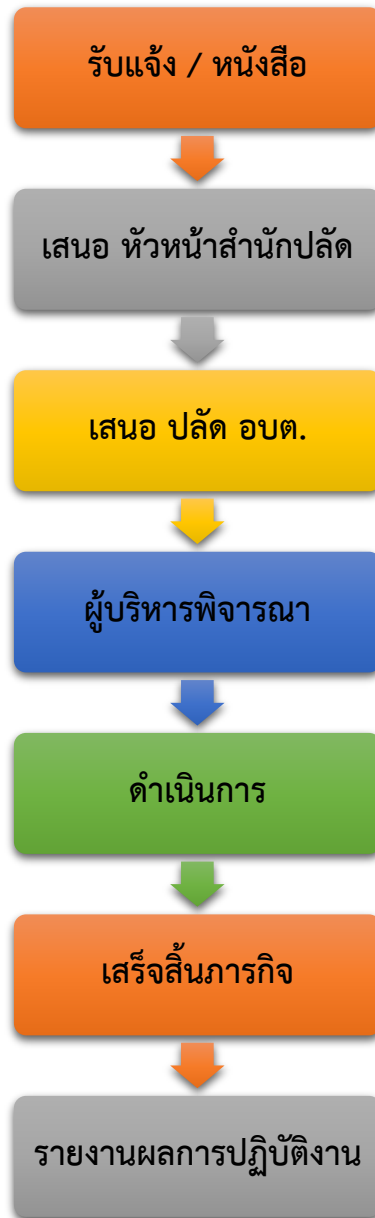 รับแจ้ง / หนังสือ
เสนอ หัวหน้าสำนักปลัด
เสนอ ปลัด อบต.
ผู้บริหารพิจารณา
ดำเนินการ
เสร็จสิ้นภารกิจ
รายงานผลการปฏิบัติงาน